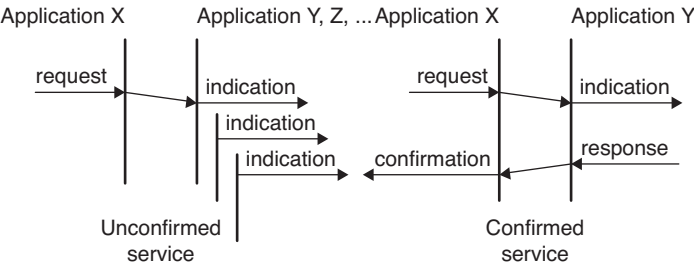 Application X
Application Y, Z, ...
Application X
Application Y
request
indication
indication
indication
request
indication
response
confirmation
Unconfirmed
service
Confirmed
service